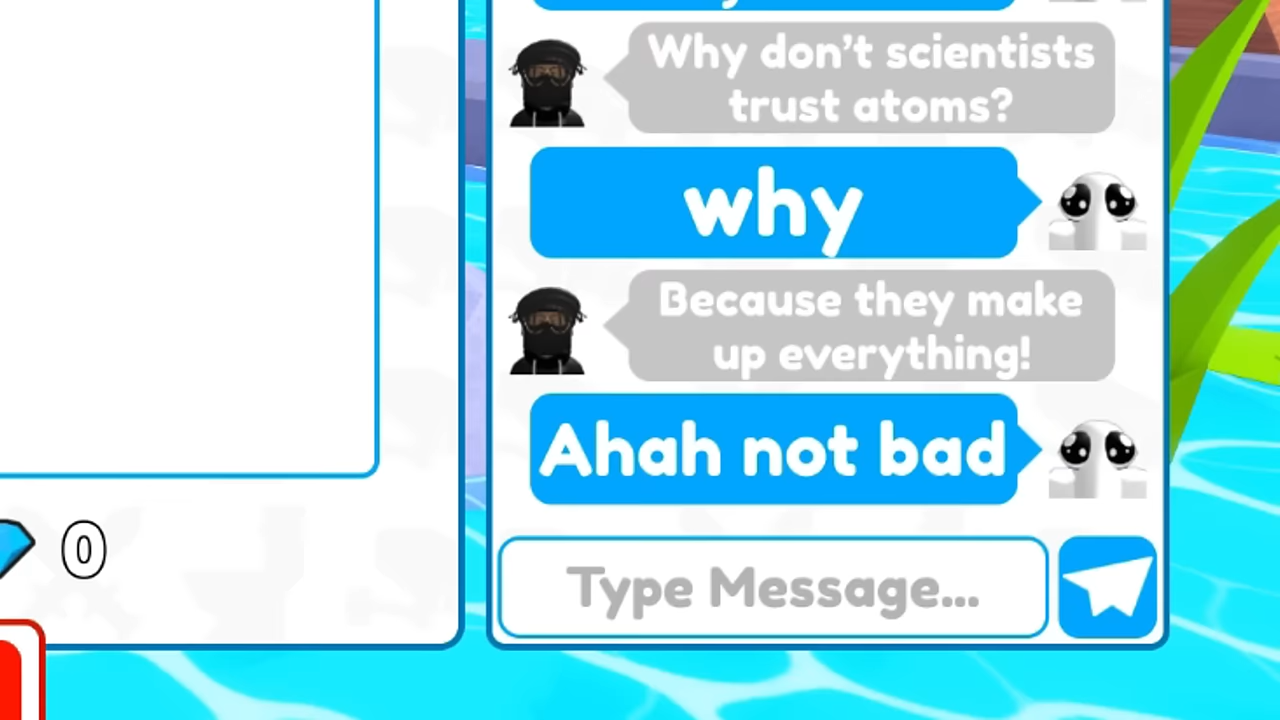 Why don't scientists
trust atoms?
why
Because they make
up everything!
Ahah not bad
0
Type Message...